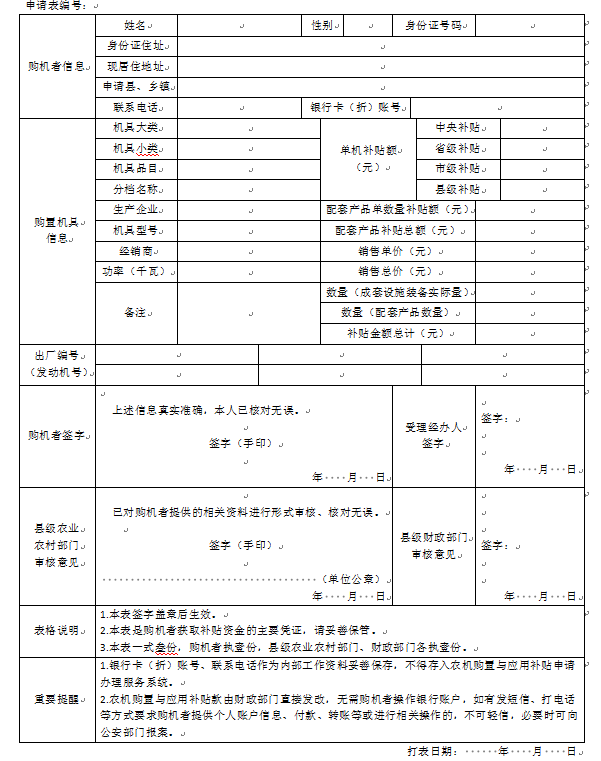 申请表编号：
购机者信息 姓名 性别 身份证号码
身份证住址
现居住地址
申请县、乡镇
联系电话 银行卡（折）账号
购置机具信息 机具大类 单机补贴额（元） 中央补贴
机具小类 省级补贴
机具品目 市级补贴
分档名称 县级补贴
生产企业 配套产品单数量补贴额（元）
机具型号 配套产品补贴总额（元）
经销商 销售单价（元）
功率（千瓦） 销售总价（元）
备注 数量（成套设施装备实际量）
数量（配套产品数量）
补贴金额总计（元）
出厂编号
（发动机号）
购机者签字
上述信息真实准确，本人已核对无误。
签字（手印）
年 月 日
受理经办人
签字
签字：
年 月 日
县级农业
农村部门
审核意见
已对购机者提供的相关资料进行形式审核、核对无误。
签字（手印）
（单位公章）
年 月 日
县级财政部门
审核意见
签字：
年 月 日
表格说明
1.本表签字盖章后生效。
2.本表是购机者获取补贴资金的主要凭证，请妥善保管。
3.本表一式叁份，购机者执壹份，县级农业农村部门、财政部门各执壹份。
重要提醒
1.银行卡（折）账号、联系电话作为内部工作资料妥善保存，不得存入农机购置与应用补贴申请
办理服务系统。
2.农机购置与应用补贴款由财政部门直接发改，无需购机者操作银行账户，如有发短信、打电话
等方式要求购机者提供个人账户信息、付款、转账等或进行相关操作的，不可轻信，必要时可向
公安部门报案。
打表日期： 年 月 日